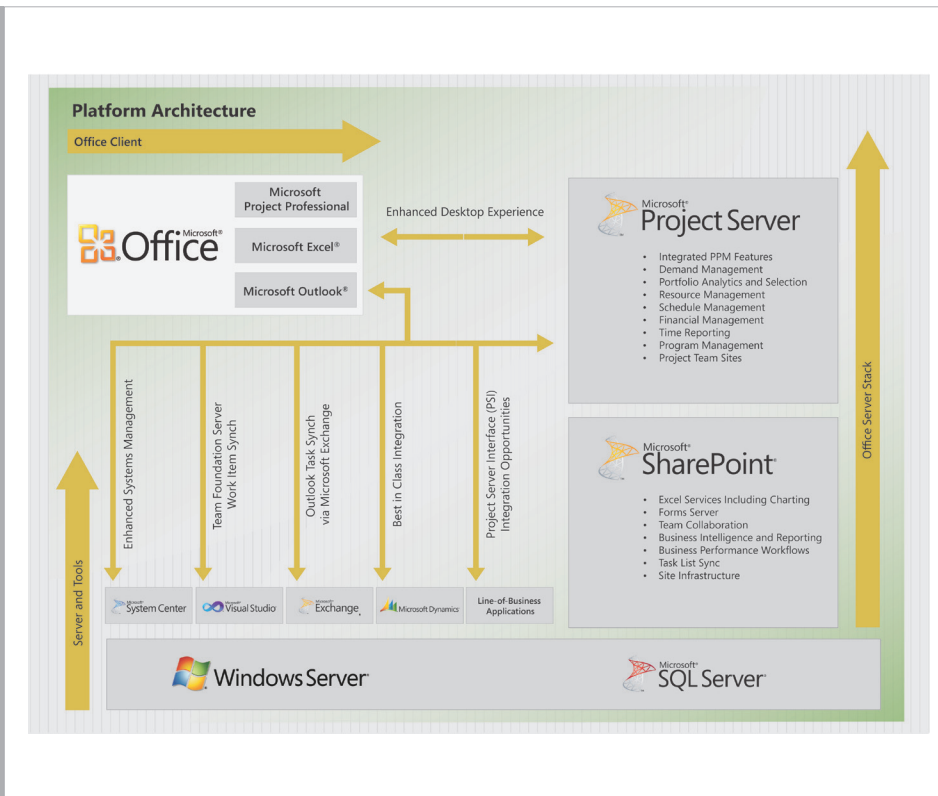 Platform Architecture
Office Client
Microsoft®
Office
Microsoft
Project Professional
Microsoft Excel®
Microsoft Outlook®
Enhanced Desktop Experience
Microsoft®
Project Server
• Integrated PPM Features
• Demand Management
• Portfolio Analytics and Selection
• Resource Management
• Schedule Management
• Financial Management
• Time Reporting
• Program Management
• Project Team Sites
Microsoft®
SharePoint®
• Excel Services Including Charting
• Forms Server
• Team Collaboration
• Business Intelligence and Reporting
• Business Performance Workflows
• Task List Sync
• Site Infrastructure
Office Server Stack
Server and Tools
Enhanced Systems Management
Team Foundation Server
Work Item Synch
Outlook Task Synch
via Microsoft Exchange
Best in Class Integration
Project Server Interface (PSI)
Integration Opportunities
Microsoft®
System Center
Microsoft®
Visual Studio®
Microsoft®
Exchange
Microsoft Dynamics®
Line-of-Business
Applications
Windows Server®
Microsoft®
SQL Server®